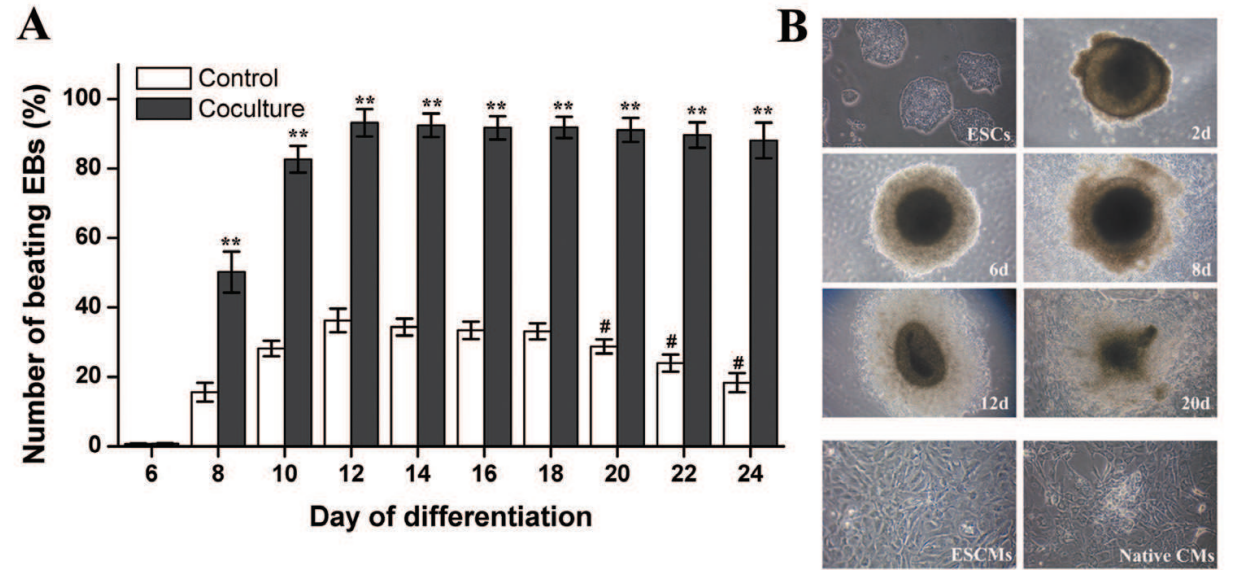 A
Number of beating EBs (%)
100
80
60
40
20
0
Control
Coculture
**
**
**
**
**
**
**
**
**
#
#
#
6
8
10
12
14
16
18
20
22
24
Day of differentiation
B
ESCs
2d
6d
8d
12d
20d
ESCMs
Native CMs